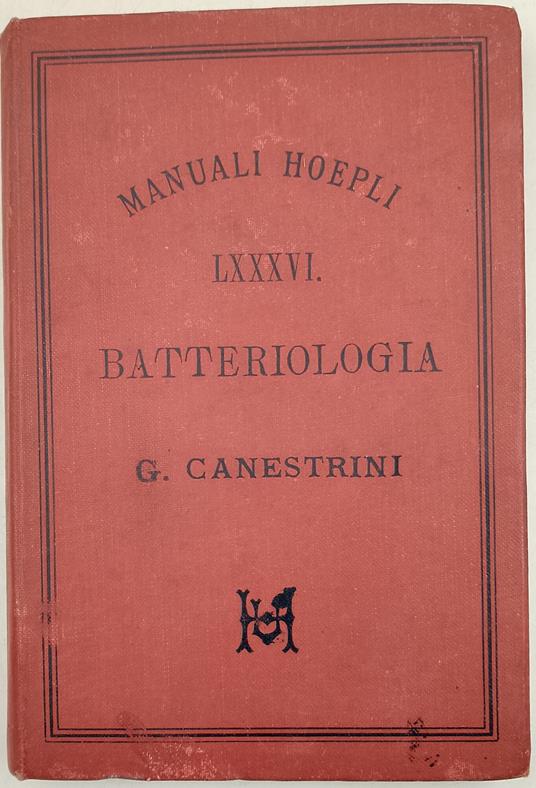 MANUALI HOEPLI
LXXXVI.
BATTERIOLOGIA
G. CANESTRINI